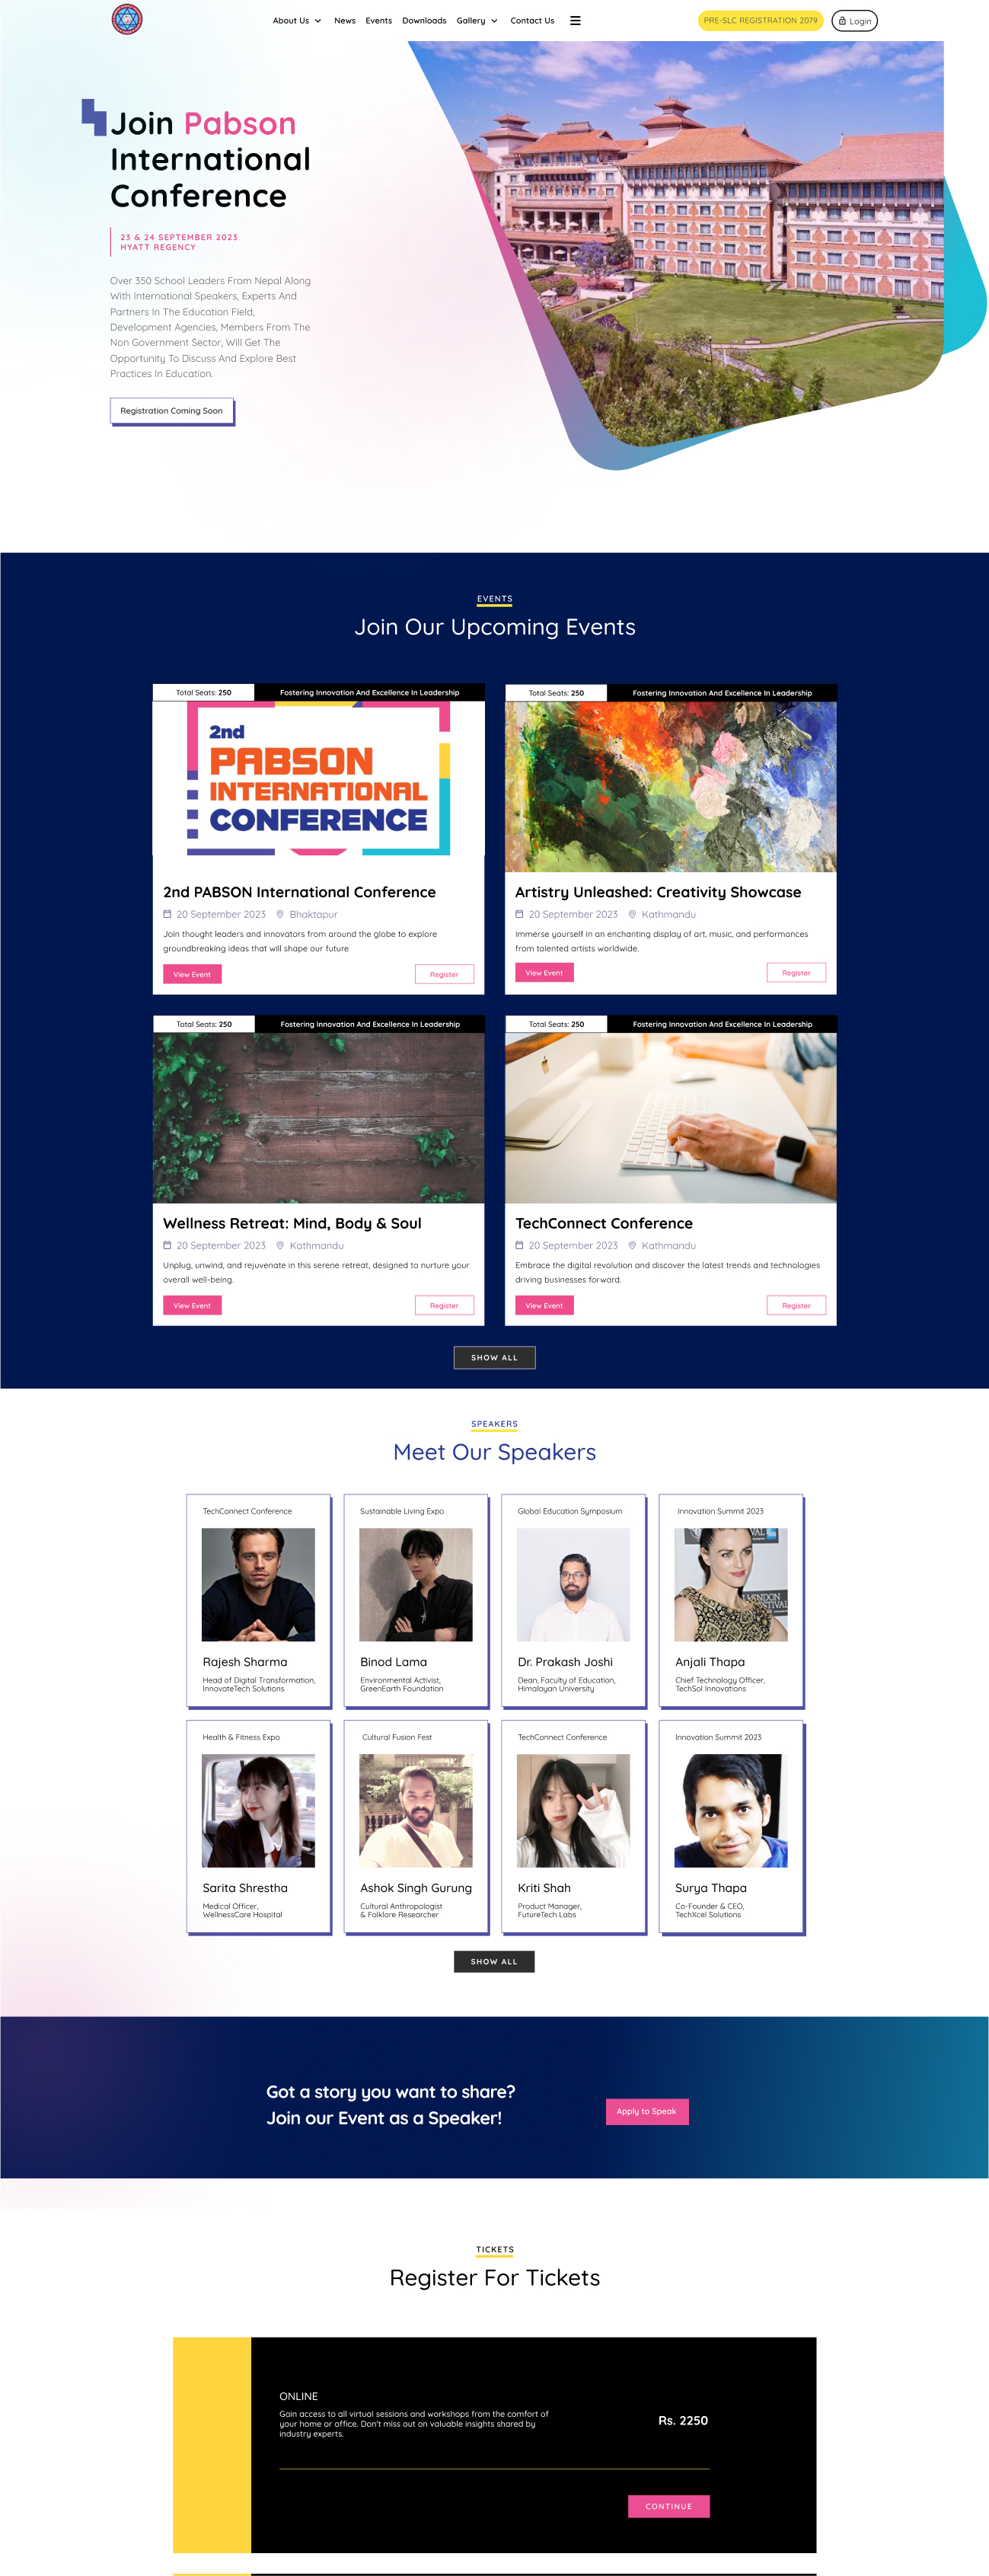 About Us
News
Events
Downloads
Gallery
Contact Us
PRE-SLC REGISTRATION 2079
Login
Join Pabson
International
Conference
23 & 24 SEPTEMBER 2023
HYATT REGENCY
Over 350 School Leaders From Nepal Along
With International Speakers, Experts And
Partners In The Education Field,
Development Agencies, Members From The
Non Government Sector, Will Get The
Opportunity To Discuss And Explore Best
Practices In Education.
Registration Coming Soon
EVENTS
Join Our Upcoming Events
Total Seats: 250
Fostering Innovation And Excellence In Leadership
2nd
PABSON
INTERNATIONAL
CONFERENCE
2nd PABSON International Conference
20 September 2023
Bhaktapur
Join thought leaders and innovators from around the globe to explore
groundbreaking ideas that will shape our future
View Event
Register
Total Seats: 250
Fostering Innovation And Excellence In Leadership
Artistry Unleashed: Creativity Showcase
20 September 2023
Kathmandu
Immerse yourself in an enchanting display of art, music, and performances
from talented artists worldwide.
View Event
Register
Total Seats: 250
Fostering Innovation And Excellence In Leadership
Wellness Retreat: Mind, Body & Soul
20 September 2023
Kathmandu
Unplug, unwind, and rejuvenate in this serene retreat, designed to nurture your
overall well-being.
View Event
Register
Total Seats: 250
Fostering Innovation And Excellence In Leadership
TechConnect Conference
20 September 2023
Kathmandu
Embrace the digital revolution and discover the latest trends and technologies
driving businesses forward.
View Event
Register
SHOW ALL
SPEAKERS
Meet Our Speakers
TechConnect Conference
Rajesh Sharma
Head of Digital Transformation,
InnovateTech Solutions
Sustainable Living Expo
Binod Lama
Environmental Activist,
GreenEarth Foundation
Global Education Symposium
Dr. Prakash Joshi
Dean, Faculty of Education,
Himalayan University
Innovation Summit 2023
Anjali Thapa
Chief Technology Officer,
TechSol Innovations
Health & Fitness Expo
Sarita Shrestha
Medical Officer,
WellnessCare Hospital
Cultural Fusion Fest
Ashok Singh Gurung
Cultural Anthropologist
& Folklore Researcher
TechConnect Conference
Kriti Shah
Product Manager,
FutureTech Labs
Innovation Summit 2023
Surya Thapa
Co-Founder & CEO,
TechXcel Solutions
SHOW ALL
Got a story you want to share?
Join our Event as a Speaker!
Apply to Speak
TICKETS
Register For Tickets
ONLINE
Gain access to all virtual sessions and workshops from the comfort of
your home or office. Don't miss out on valuable insights shared by
industry experts.
Rs. 2250
CONTINUE